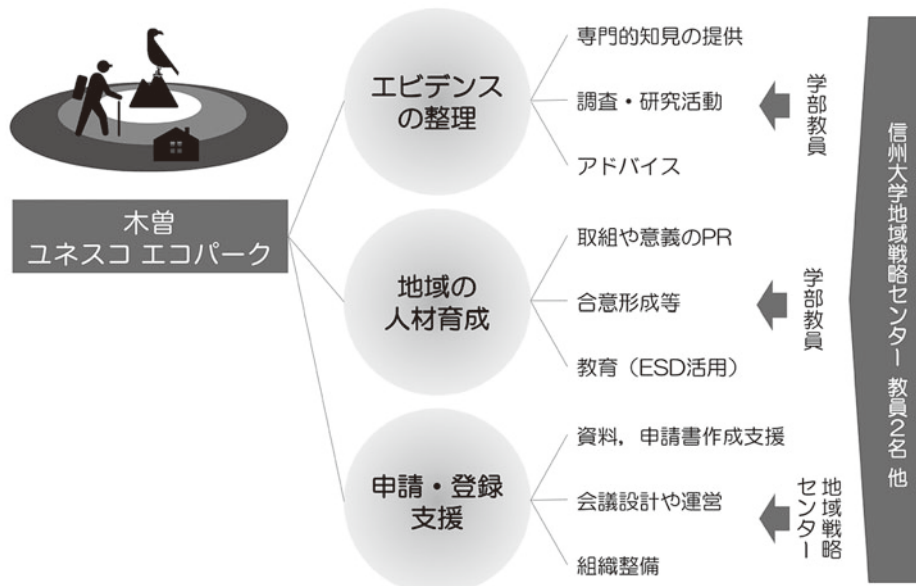 木曽
ユネスコ エコパーク
エビデンス
の整理
専門的知見の提供
調査・研究活動
アドバイス
学部教員
地域の
人材育成
取組や意義のPR
合意形成等
教育（ESD活用）
学部教員
申請・登録
支援
資料，申請書作成支援
会議設計や運営
組織整備
地域戦略
センター
信州大学地域戦略センター 教員2名 他